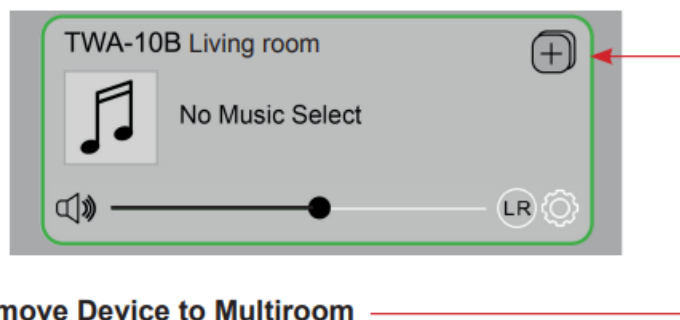 TWA-10B Living room
No Music Select
LR
move Device to Multiroom